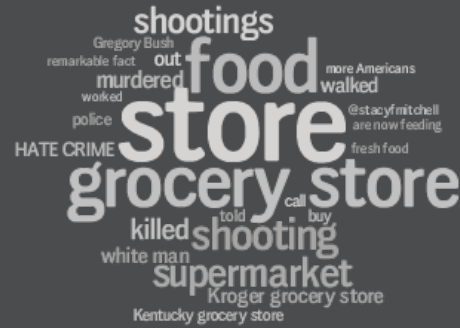 shootings
Gregory Bush
remarkable fact
out
food
more Americans
murdered
walked
worked
store
@stacyfmitchell
police
are now feeding
HATE CRIME
fresh food
grocery store
call
told
buy
killed
shooting
white man
supermarket
Kroger grocery store
Kentucky grocery store